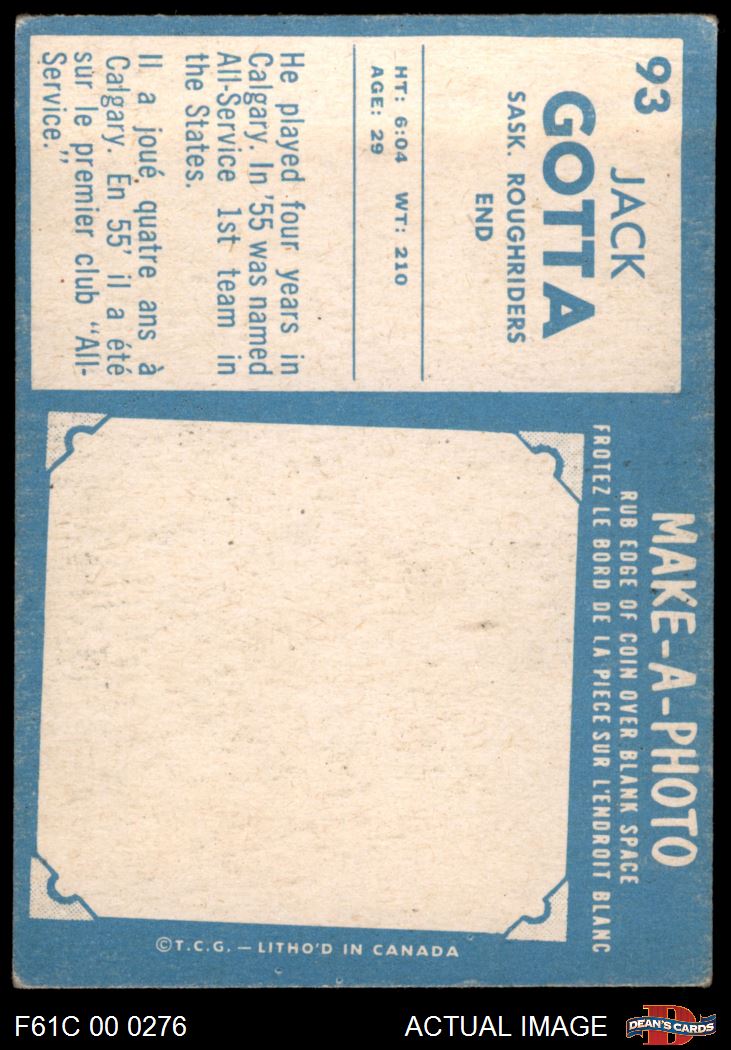 93
JACK
GOTTA
SASK. ROUGHRIDERS
END
HT: 6:04 WT: 210
AGE: 29
He played four years in
Calgary. In '55 was named
All-Service 1st team in
the States.
Il a joué quatre ans à
Calgary. En 55' il a été
sur le premier club "All-
Service."
MAKE-A-PHOTO
RUB EDGE OF COIN OVER BLANK SPACE
FROTEZ LE BORD DE LA PIECE SUR L'ENDROIT BLANC
©T.C.G. — LITHO'D IN CANADA
F61C 00 0276
ACTUAL IMAGE
D
DEAN'S CARDS